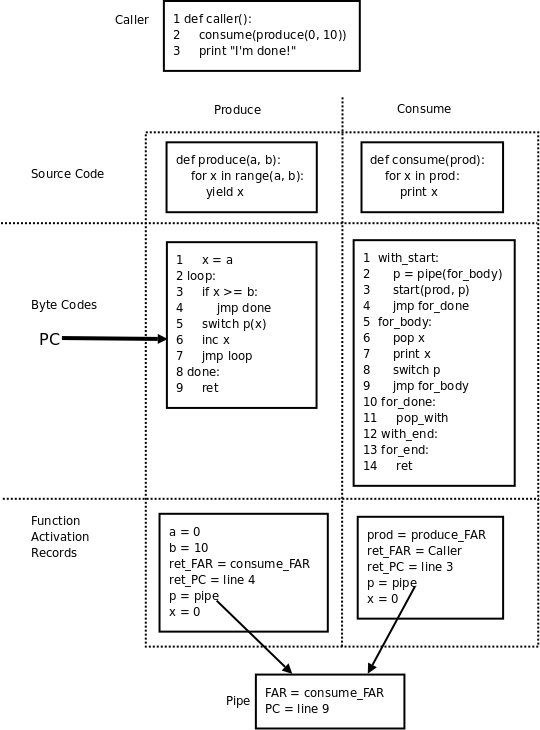 Caller
1 def caller():
2 consume(produce(0, 10))
3 print "I'm done!"
Produce
Consume
Source Code
def produce(a, b):
for x in range(a, b):
yield x
def consume(prod):
for x in prod:
print x
Byte Codes
PC
1 x = a
2 loop:
3 if x >= b:
4 jmp done
5 switch p(x)
6 inc x
7 jmp loop
8 done:
9 ret
1 with_start:
2 p = pipe(for_body)
3 start(prod, p)
4 jmp for_done
5 for_body:
6 pop x
7 print x
8 switch p
9 jmp for_body
10 for_done:
11 pop_with
12 with_end:
13 for_end:
14 ret
Function
Activation
Records
a = 0
b = 10
ret_FAR = consume_FAR
ret_PC = line 4
p = pipe
x = 0
prod = produce_FAR
ret_FAR = Caller
ret_PC = line 3
p = pipe
x = 0
Pipe
FAR = consume_FAR
PC = line 9